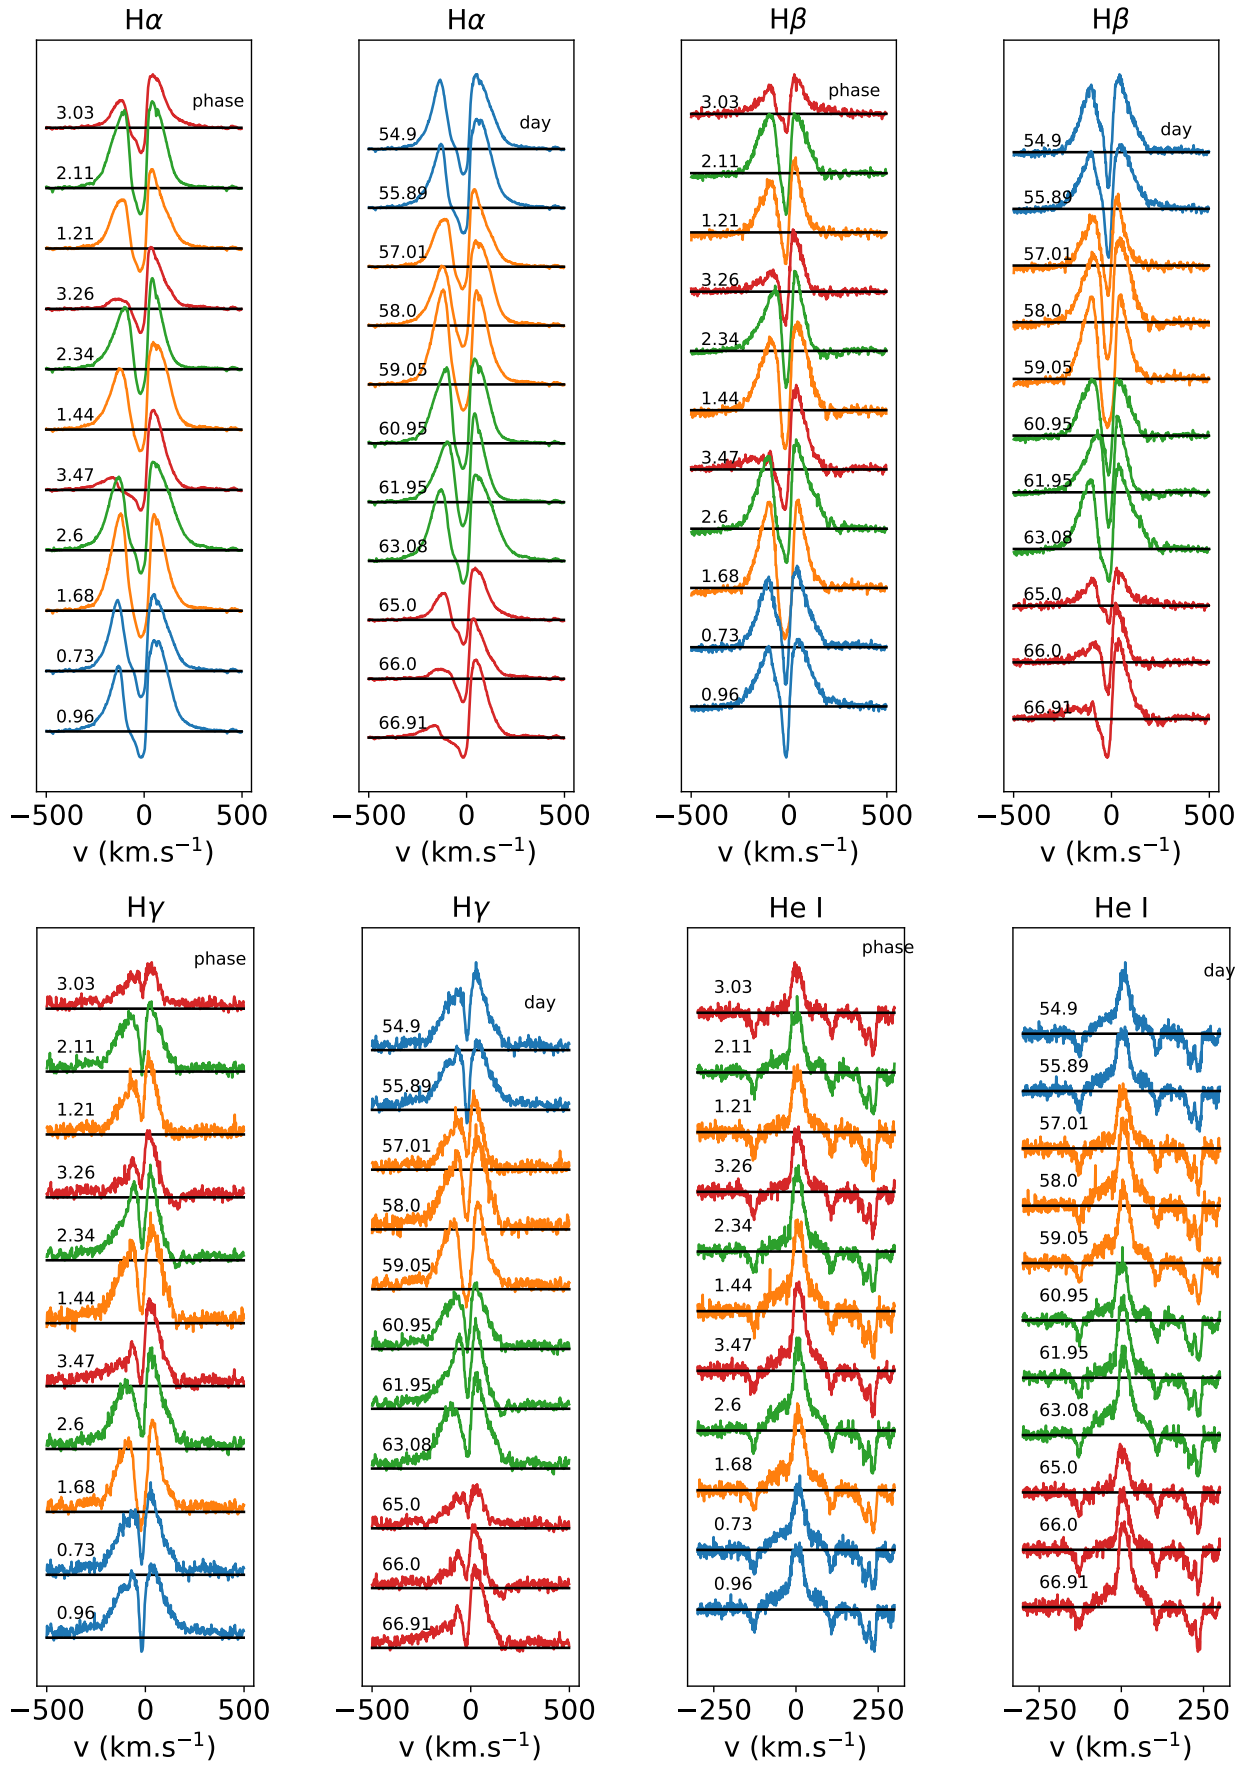 Hα
phase
3.03
2.11
1.21
3.26
2.34
1.44
3.47
2.6
1.68
0.73
0.96
−500 0 500
v (km.s⁻¹)
Hα
day
54.9
55.89
57.01
58.0
59.05
60.95
61.95
63.08
65.0
66.0
66.91
−500 0 500
v (km.s⁻¹)
Hβ
phase
3.03
2.11
1.21
3.26
2.34
1.44
3.47
2.6
1.68
0.73
0.96
−500 0 500
v (km.s⁻¹)
Hβ
day
54.9
55.89
57.01
58.0
59.05
60.95
61.95
63.08
65.0
66.0
66.91
−500 0 500
v (km.s⁻¹)
Hγ
phase
3.03
2.11
1.21
3.26
2.34
1.44
3.47
2.6
1.68
0.73
0.96
−500 0 500
v (km.s⁻¹)
Hγ
day
54.9
55.89
57.01
58.0
59.05
60.95
61.95
63.08
65.0
66.0
66.91
−500 0 500
v (km.s⁻¹)
He I
phase
3.03
2.11
1.21
3.26
2.34
1.44
3.47
2.6
1.68
0.73
0.96
−250 0 250
v (km.s⁻¹)
He I
day
54.9
55.89
57.01
58.0
59.05
60.95
61.95
63.08
65.0
66.0
66.91
−250 0 250
v (km.s⁻¹)